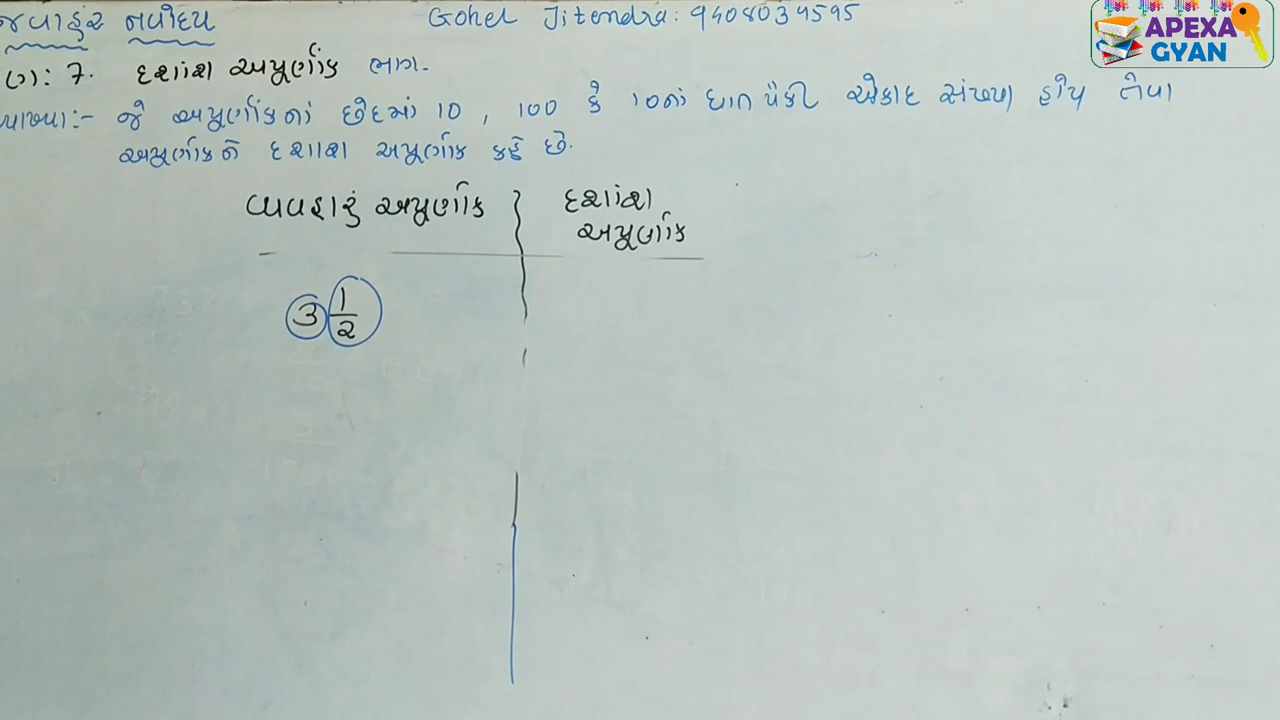 જવાહર નવોદય
Gohel Jitendra: 9408034595
APEXA
GYAN
ણ: 7. દશાંશ અપૂર્ણાંક ભાગ-
વ્યાખ્યા:- જે અપૂર્ણાંકનાં છેદમાં 10, 100 કે 10નાં ઘાત પૈકી એકાદ સંખ્યા હોય તેવા
અપૂર્ણાંકને દશાંશ અપૂર્ણાંક કહે છે.
વ્યવહારું અપૂર્ણાંક
દશાંશ
અપૂર્ણાંક
3 1/2